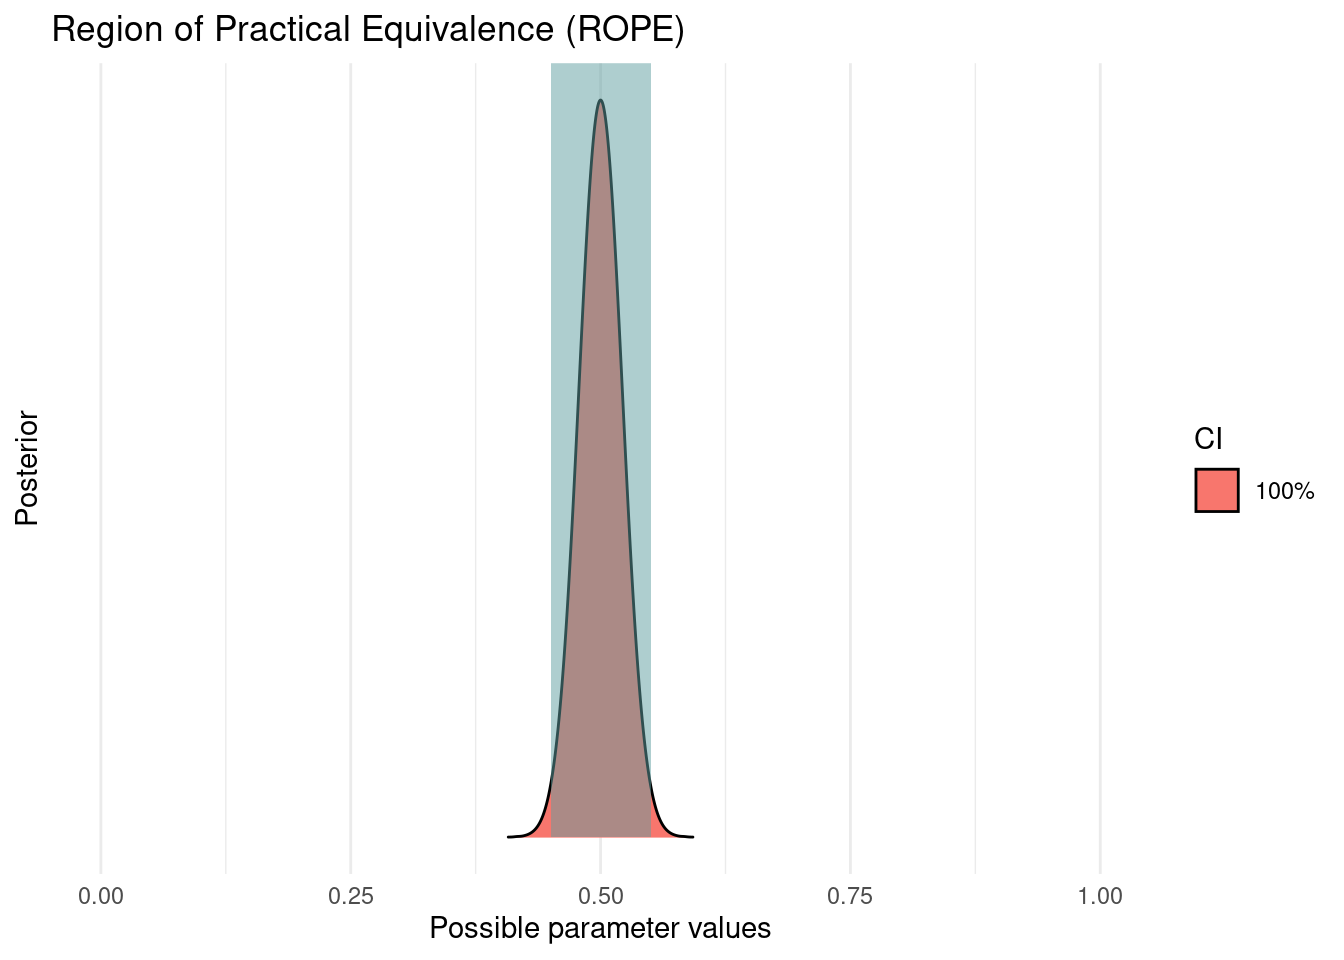 Region of Practical Equivalence (ROPE)
Posterior
CI
100%
0.00 0.25 0.50 0.75 1.00
Possible parameter values